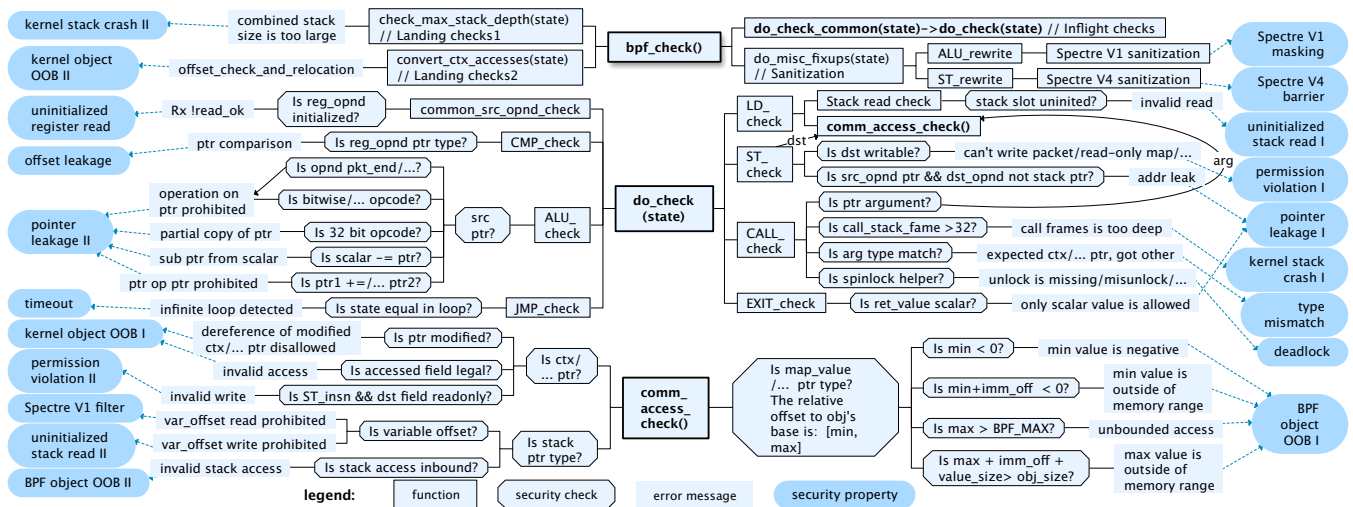 kernel stack crash II
combined stack
size is too large
check_max_stack_depth(state)
// Landing checks1
kernel object
OOB II
offset_check_and_relocation
convert_ctx_accesses(state)
// Landing checks2
bpf_check()
do_check_common(state)->do_check(state) // Inflight checks
do_misc_fixups(state)
// Sanitization
ALU_rewrite
Spectre V1 sanitization
Spectre V1
masking
ST_rewrite
Spectre V4 sanitization
Spectre V4
barrier
uninitialized
register read
Rx !read_ok
Is reg_opnd
initialized?
common_src_opnd_check
offset leakage
ptr comparison
Is reg_opnd ptr type?
CMP_check
pointer
leakage II
operation on
ptr prohibited
Is opnd pkt_end/...?
Is bitwise/... opcode?
partial copy of ptr
Is 32 bit opcode?
sub ptr from scalar
Is scalar -= ptr?
ptr op ptr prohibited
Is ptr1 +=/... ptr2?
src
ptr?
ALU_
check
timeout
infinite loop detected
Is state equal in loop?
JMP_check
do_check
(state)
LD_
check
Stack read check
stack slot uninited?
invalid read
uninitialized
stack read I
comm_access_check()
dst
ST_
check
Is dst writable?
can't write packet/read-only map/...
permission
violation I
Is src_opnd ptr && dst_opnd not stack ptr?
addr leak
arg
pointer
leakage I
CALL_
check
Is ptr argument?
Is call_stack_fame >32?
call frames is too deep
kernel stack
crash I
Is arg type match?
expected ctx/... ptr, got other
type
mismatch
Is spinlock helper?
unlock is missing/misunlock/...
deadlock
EXIT_check
Is ret_value scalar?
only scalar value is allowed
kernel object OOB I
dereference of modified
ctx/... ptr disallowed
Is ptr modified?
invalid access
Is accessed field legal?
permission
violation II
invalid write
Is ST_insn && dst field readonly?
Is ctx/
... ptr?
Spectre V1 filter
var_offset read prohibited
uninitialized
stack read II
var_offset write prohibited
Is variable offset?
BPF object OOB II
invalid stack access
Is stack access inbound?
Is stack
ptr type?
comm_
access_
check()
Is map_value
/... ptr type?
The relative
offset to obj's
base is: [min,
max]
Is min < 0?
min value is negative
Is min+imm_off < 0?
min value is
outside of
memory range
Is max > BPF_MAX?
unbounded access
Is max + imm_off +
value_size> obj_size?
max value is
outside of
memory range
BPF
object
OOB I
legend:
function
security check
error message
security property